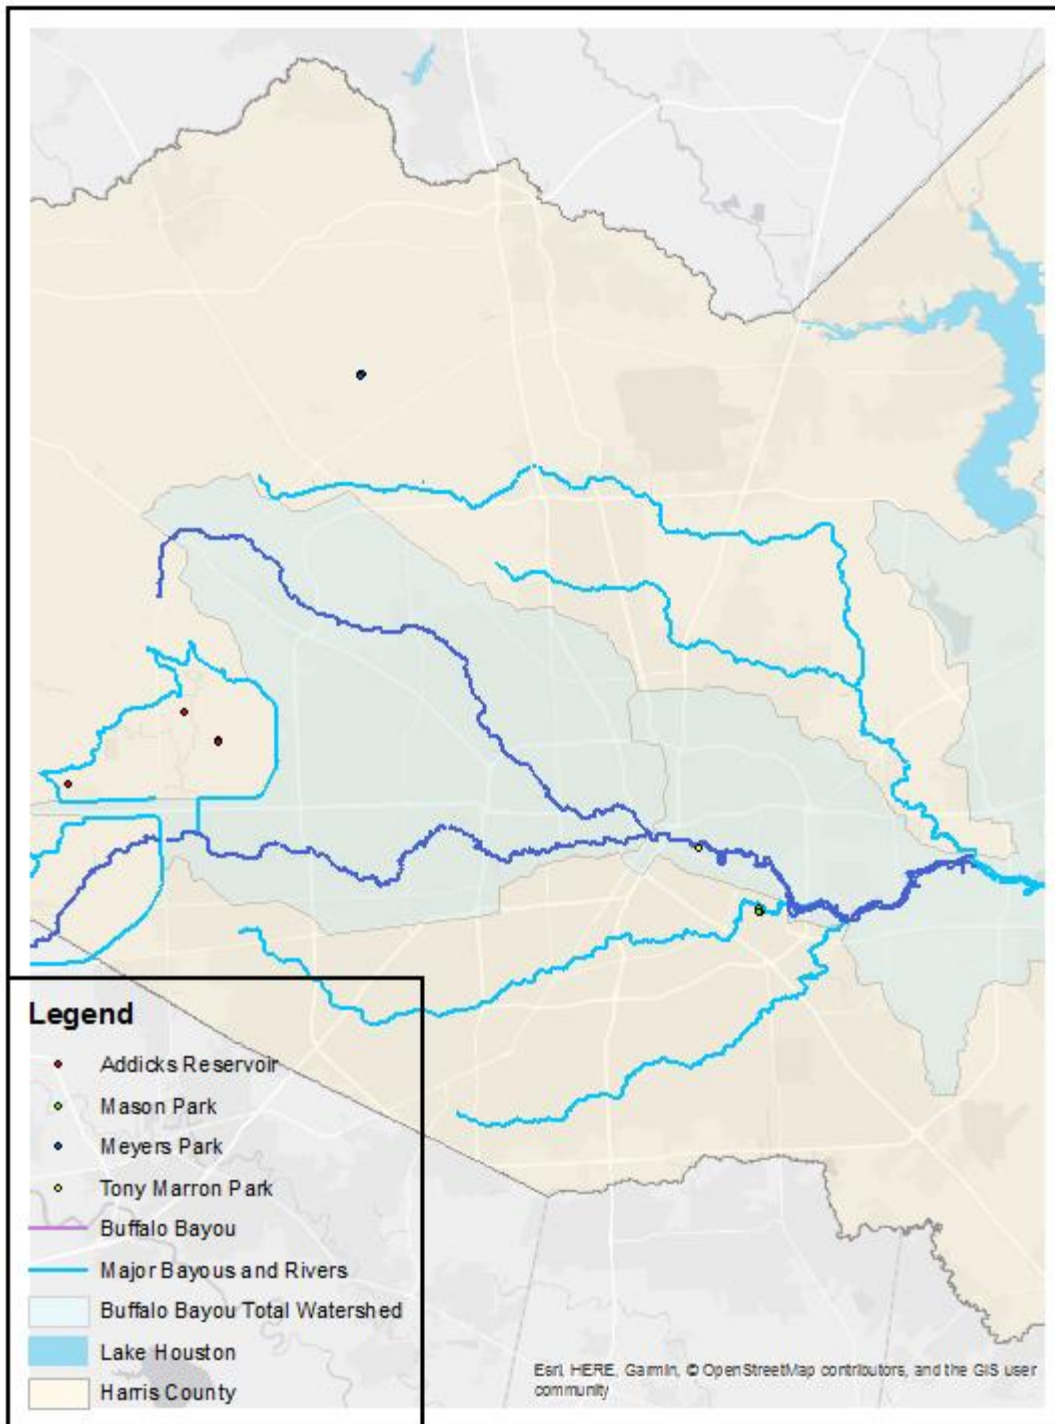 Legend
Addicks Reservoir
Mason Park
Meyers Park
Tony Marron Park
Buffalo Bayou
Major Bayous and Rivers
Buffalo Bayou Total Watershed
Lake Houston
Harris County
Esri, HERE, Garmin, © OpenStreetMap contributors, and the GIS user
community